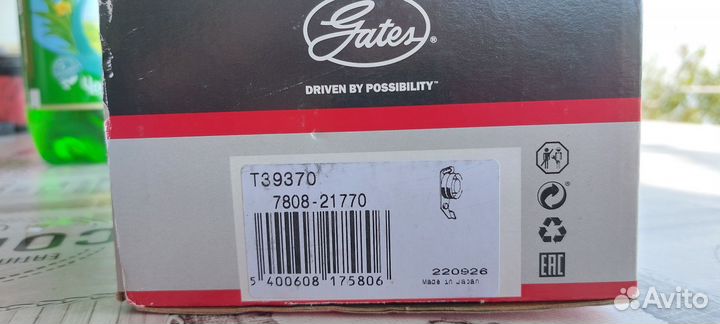 Gates®
DRIVEN BY POSSIBILITY™
T39370
7808-21770
5 400608 175806
220926
Made in Japan
EAC
Avito